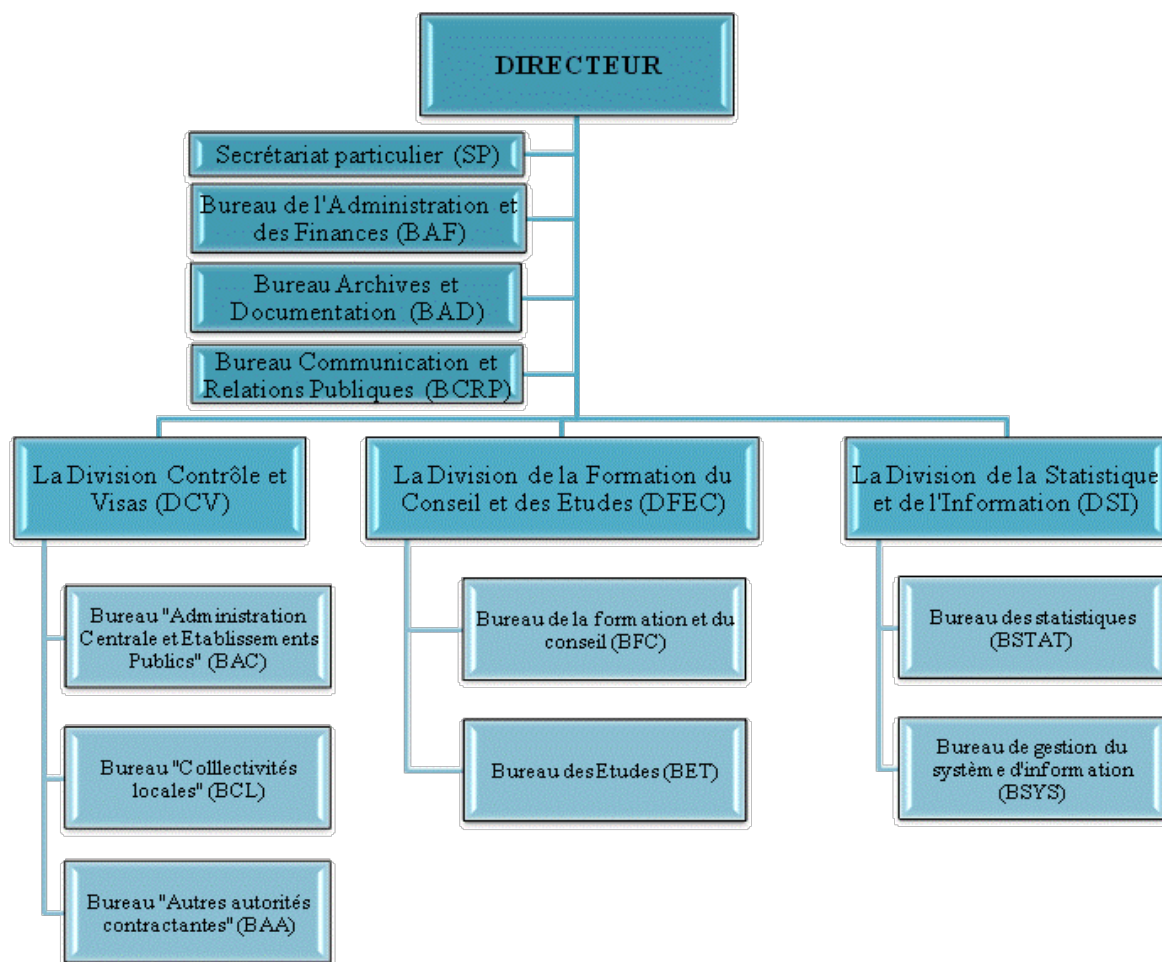 DIRECTEUR
Secrétariat particulier (SP)
Bureau de l'Administration et
des Finances (BAF)
Bureau Archives et
Documentation (BAD)
Bureau Communication et
Relations Publiques (BCRP)
La Division Contrôle et
Visas (DCV)
La Division de la Formation du
Conseil et des Etudes (DFEC)
La Division de la Statistique
et de l'Information (DSI)
Bureau "Administration
Centrale et Etablissements
Publics" (BAC)
Bureau "Colllectivités
locales" (BCL)
Bureau "Autres autorités
contractantes" (BAA)
Bureau de la formation et du
conseil (BFC)
Bureau des Etudes (BET)
Bureau des statistiques
(BSTAT)
Bureau de gestion du
système d'information
(BSYS)